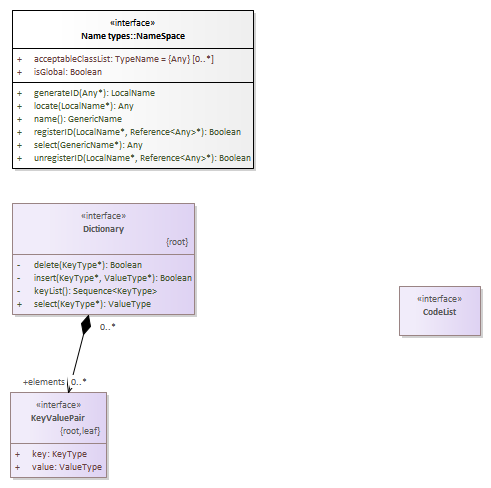 «interface»
Name types::NameSpace
+ acceptableClassList: TypeName = {Any} [0..*]
+ isGlobal: Boolean
+ generateID(Any*): LocalName
+ locate(LocalName*): Any
+ name(): GenericName
+ registerID(LocalName*, Reference<Any>*): Boolean
+ select(GenericName*): Any
+ unregisterID(LocalName*, Reference<Any>*): Boolean
«interface»
Dictionary
{root}
- delete(KeyType*): Boolean
- insert(KeyType*, ValueType*): Boolean
- keyList(): Sequence<KeyType>
+ select(KeyType*): ValueType
«interface»
CodeList
0..*
+elements 0..*
«interface»
KeyValuePair
{root,leaf}
+ key: KeyType
+ value: ValueType